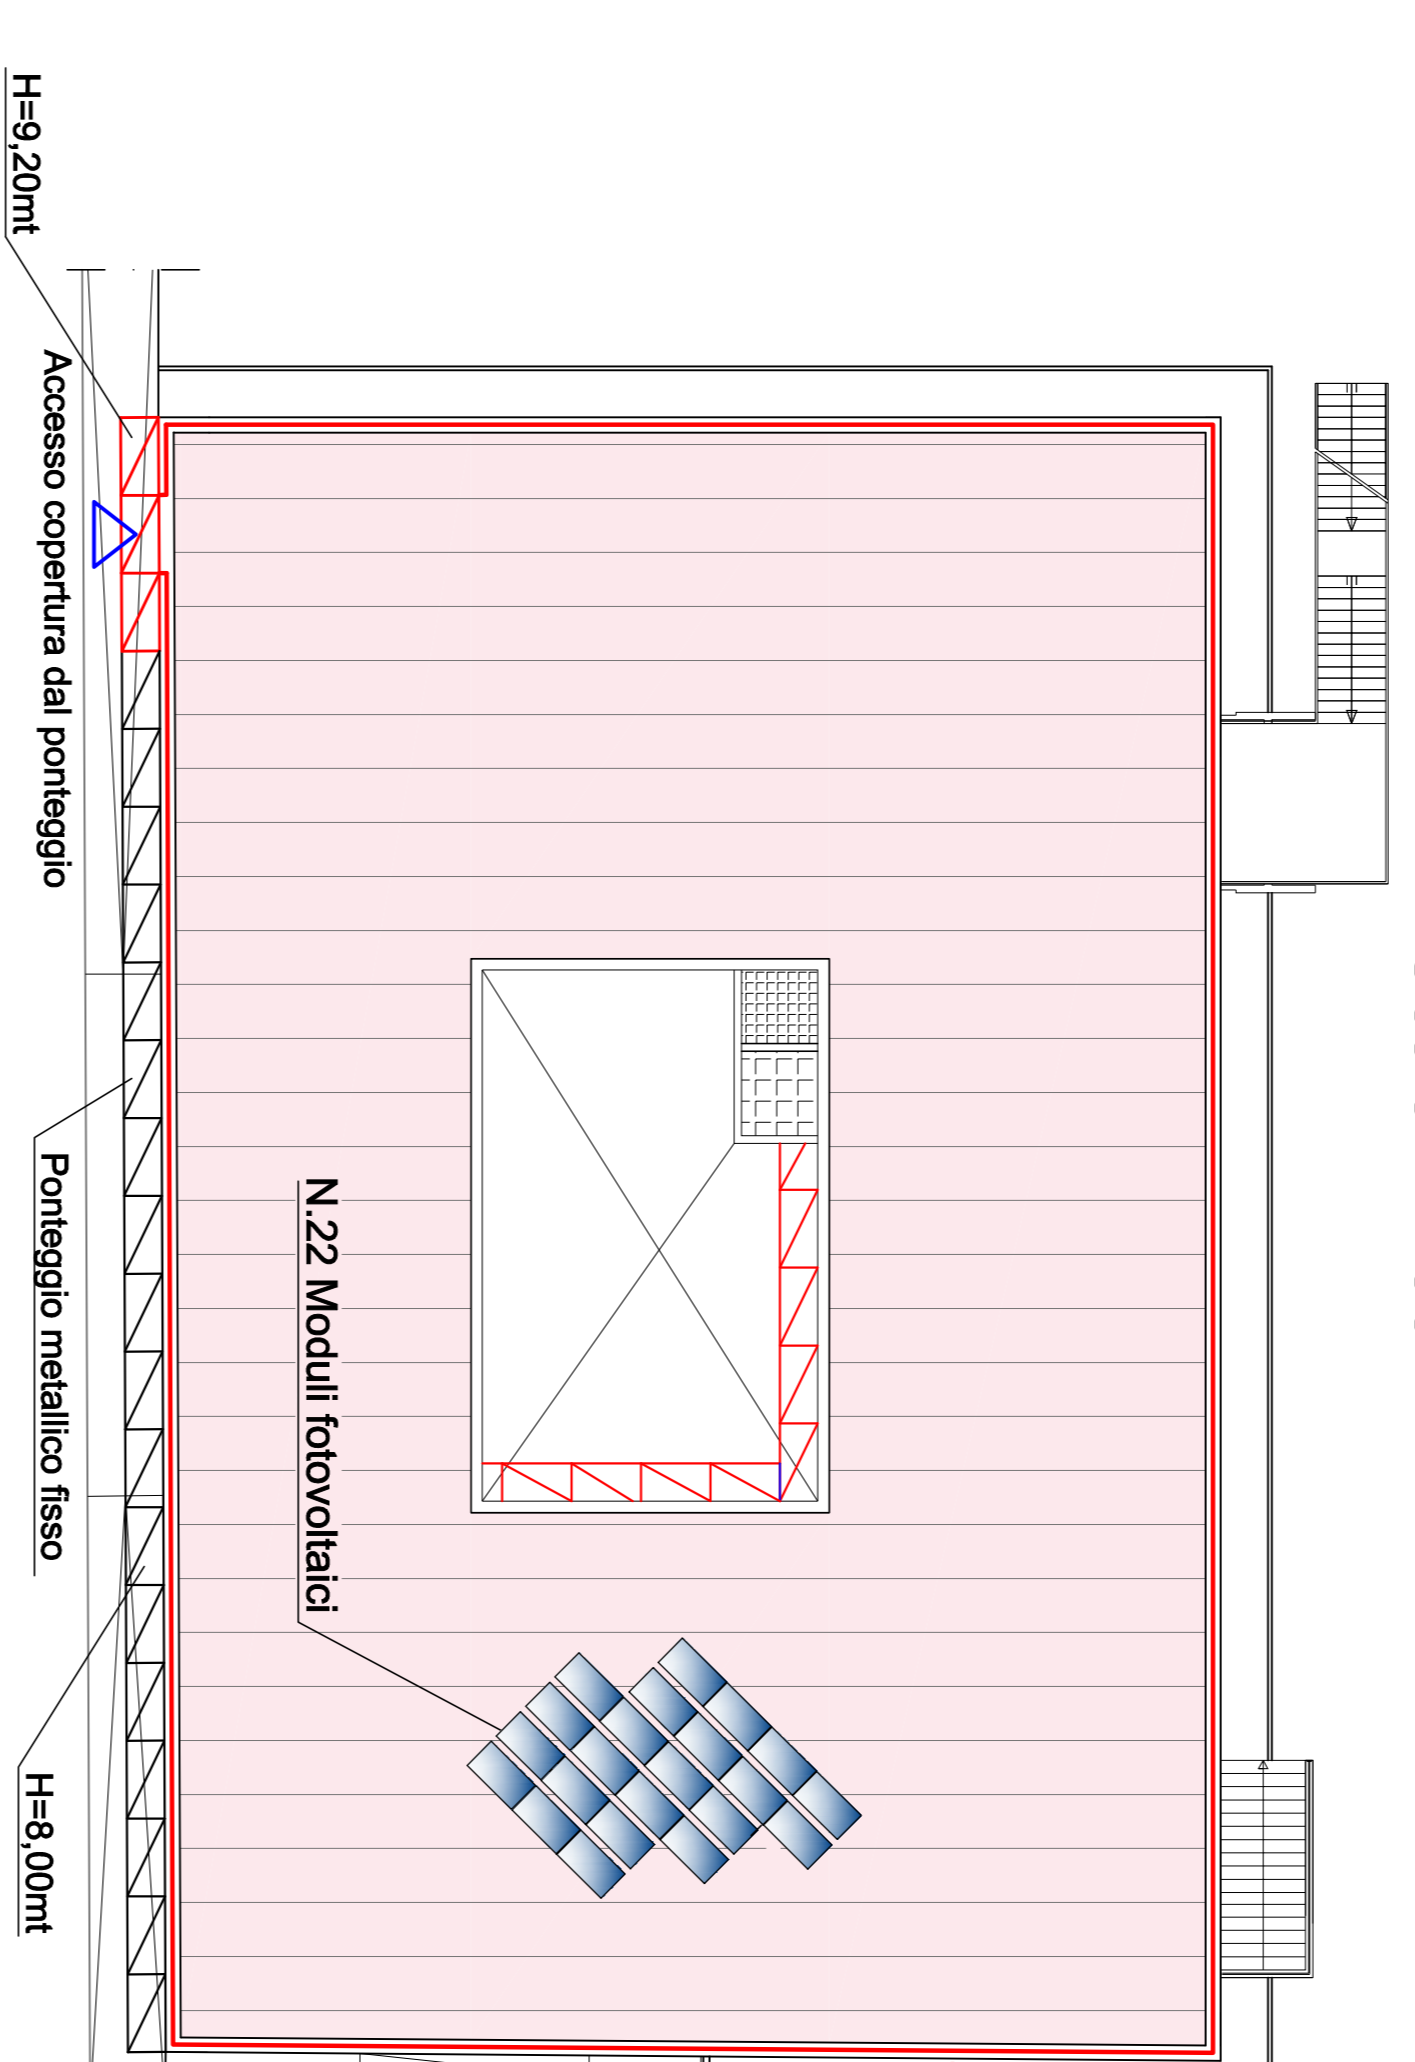 H=9,20mt
Accesso copertura dal ponteggio
Ponteggio metallico fisso
N.22 Moduli fotovoltaici
H=8,00mt